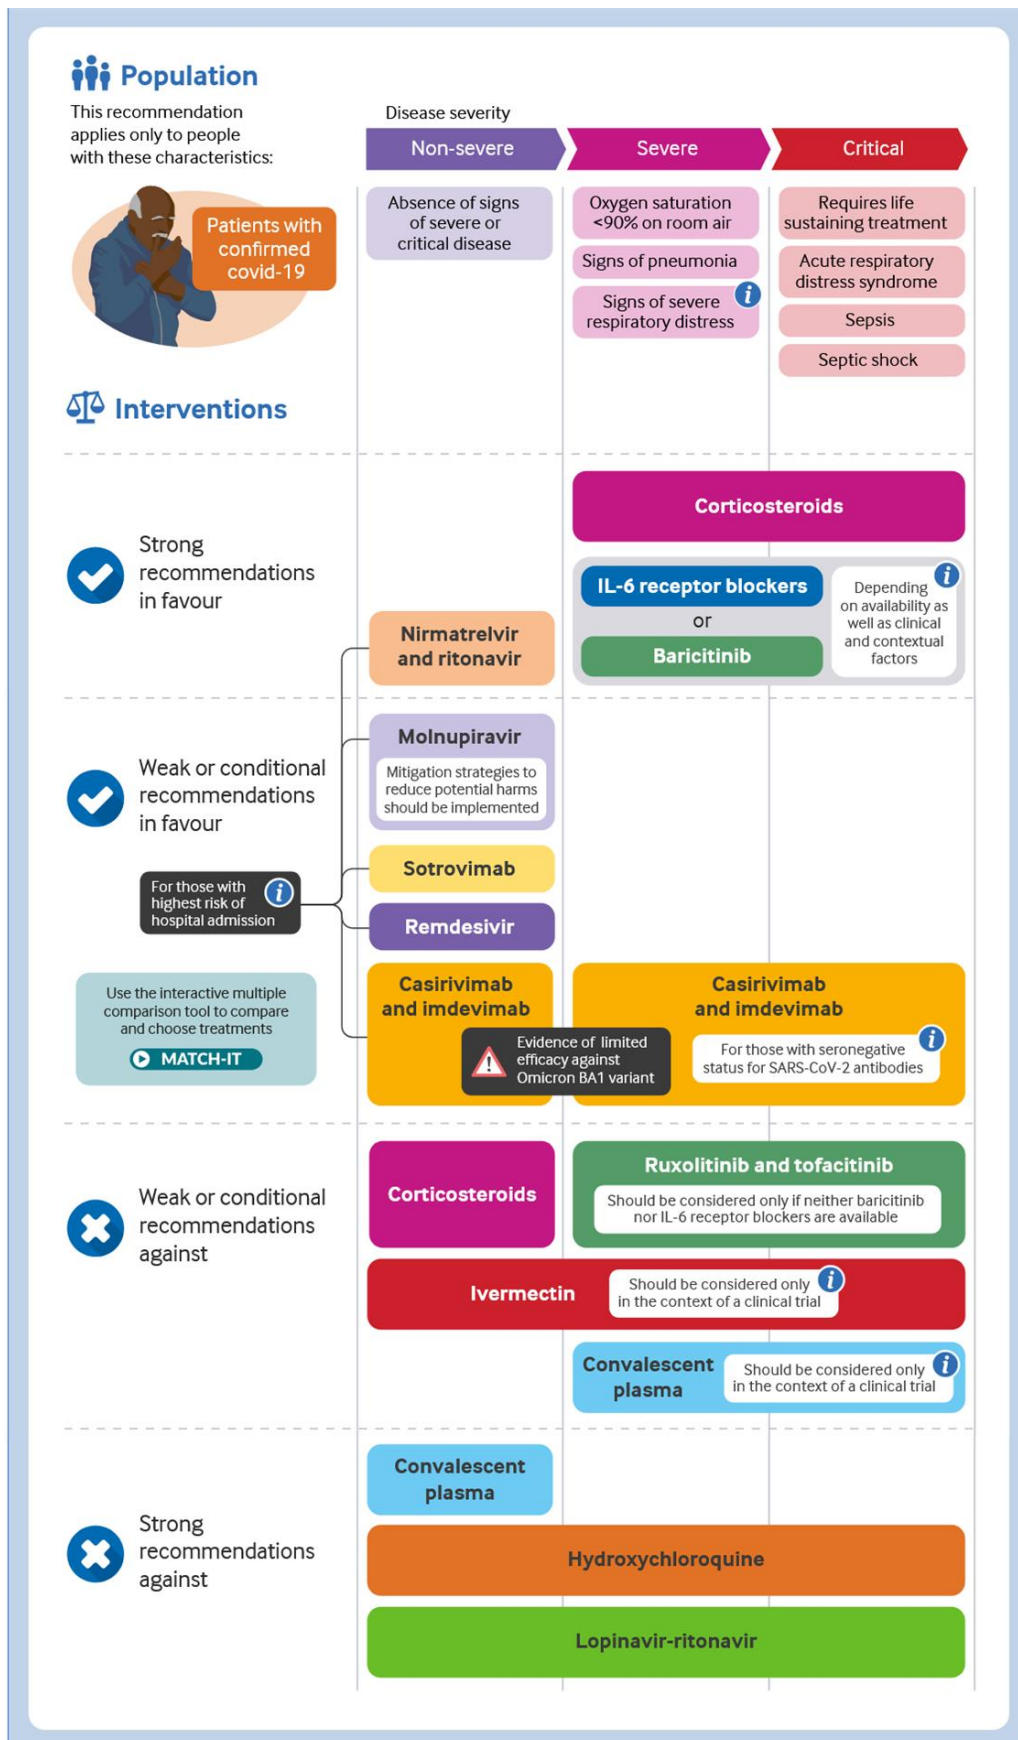 Population
This recommendation
applies only to people
with these characteristics:
Patients with
confirmed
covid-19
Disease severity
Non-severe
Severe
Critical
Absence of signs
of severe or
critical disease
Oxygen saturation
<90% on room air
Signs of pneumonia
Signs of severe
respiratory distress
i
Requires life
sustaining treatment
Acute respiratory
distress syndrome
Sepsis
Septic shock
Interventions
Strong
recommendations
in favour
Corticosteroids
IL-6 receptor blockers
or
Baricitinib
Depending
on availability as
well as clinical
and contextual
factors
i
Nirmatrelvir
and ritonavir
Weak or conditional
recommendations
in favour
For those with
highest risk of
hospital admission
i
Use the interactive multiple
comparison tool to compare
and choose treatments
MATCH-IT
Molnupiravir
Mitigation strategies to
reduce potential harms
should be implemented
Sotrovimab
Remdesivir
Casirivimab
and imdevimab
Casirivimab
and imdevimab
!
Evidence of limited
efficacy against
Omicron BA1 variant
For those with seronegative
status for SARS-CoV-2 antibodies
i
Weak or conditional
recommendations
against
Corticosteroids
Ruxolitinib and tofacitinib
Should be considered only if neither baricitinib
nor IL-6 receptor blockers are available
Ivermectin
Should be considered only
in the context of a clinical trial
i
Convalescent
plasma
Should be considered only
in the context of a clinical trial
i
Strong
recommendations
against
Convalescent
plasma
Hydroxychloroquine
Lopinavir-ritonavir